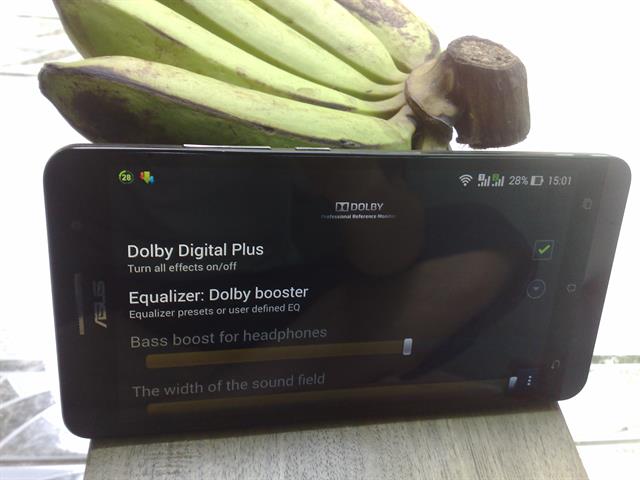 28
28% 15:01
DOLBY
Professional Reference Monitor
Dolby Digital Plus
Turn all effects on/off
Equalizer: Dolby booster
Equalizer presets or user defined EQ
Bass boost for headphones
The width of the sound field
ASUS